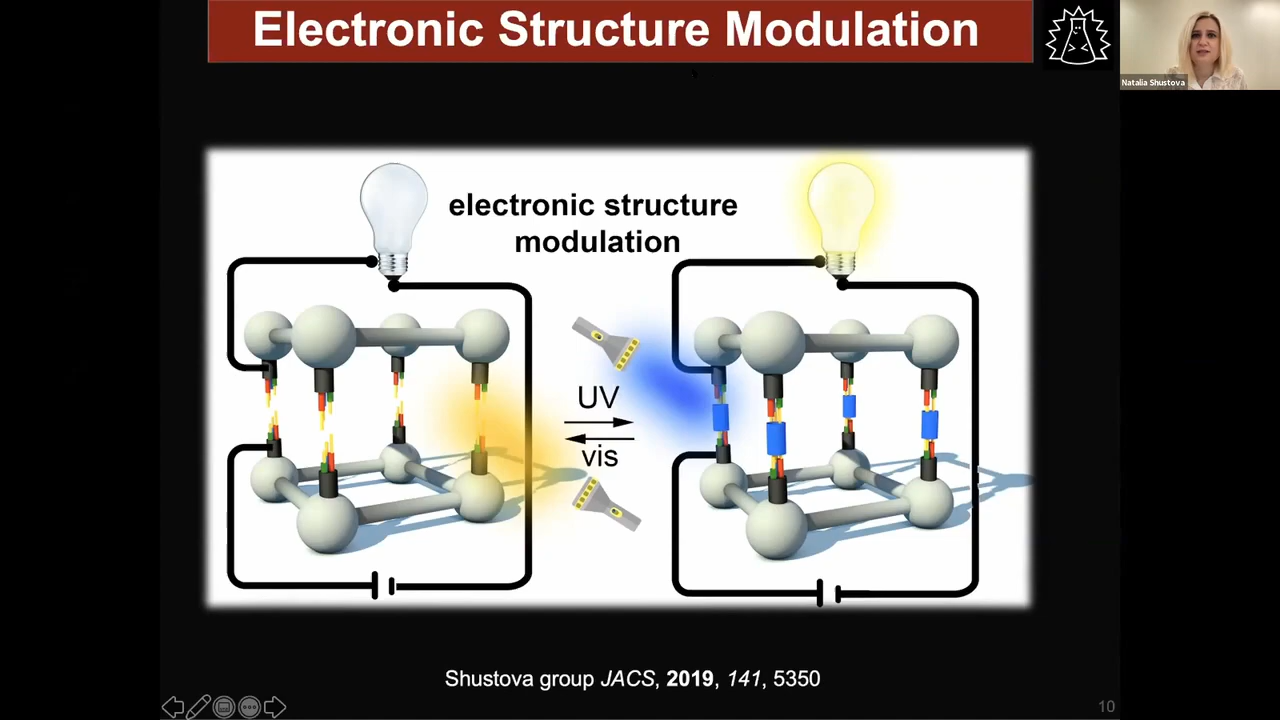 Electronic Structure Modulation
Natalia Shustova
electronic structure
modulation
UV
vis
Shustova group JACS, 2019, 141, 5350
10